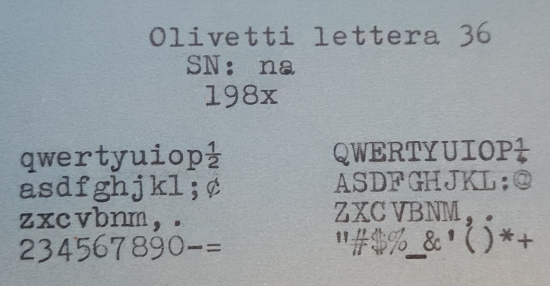 Olivetti lettera 36
SN: na
198x
qwertyuiop½ QWERTYUIOP¼
asdfghjkl;¢ ASDFGHJKL:@
zxcvbnm,. ZXCVBNM,.
234567890-= "#$%_&'()*+